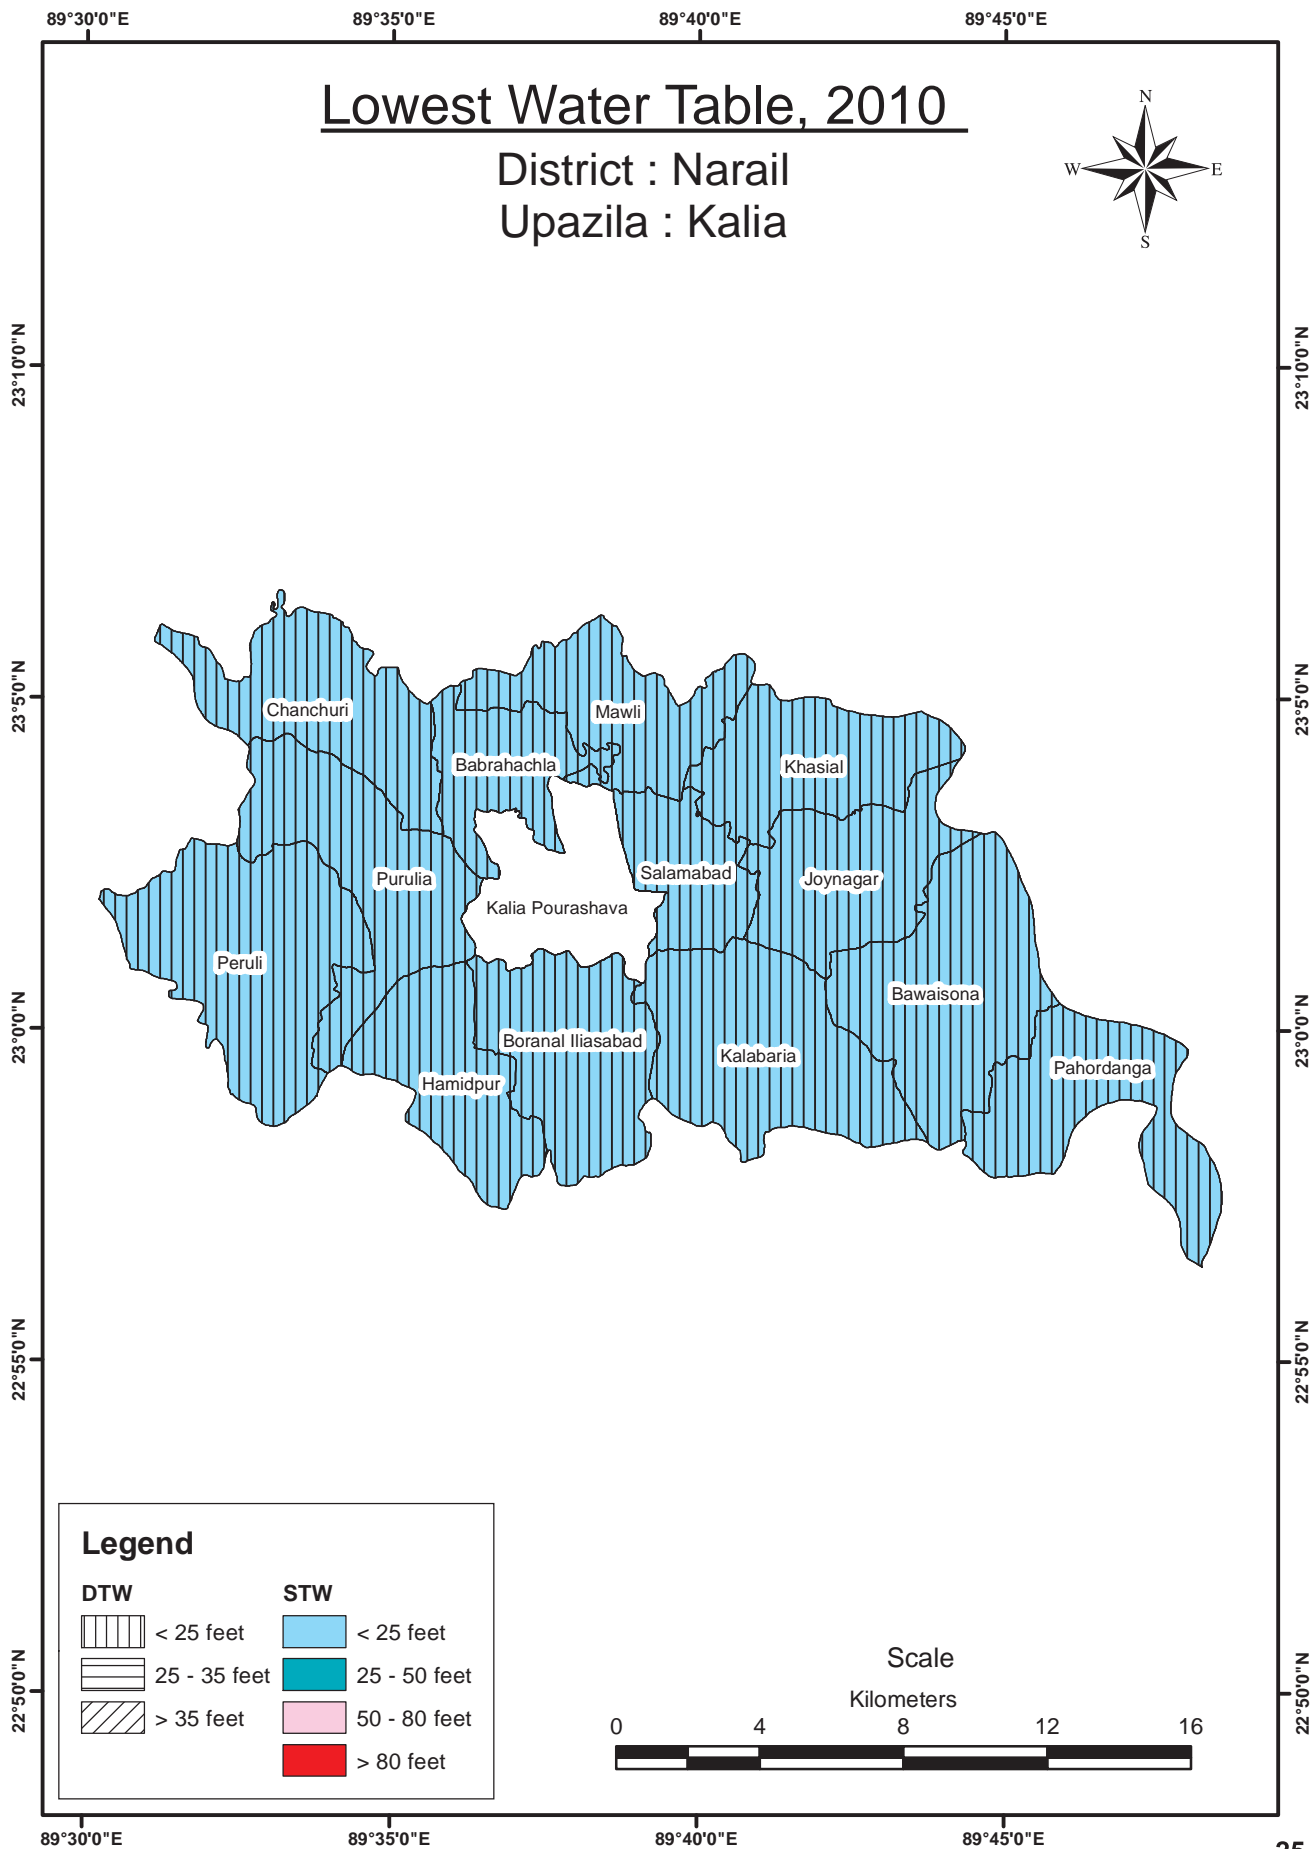 89°30'0"E 89°35'0"E 89°40'0"E 89°45'0"E
Lowest Water Table, 2010
District : Narail
Upazila : Kalia
N
W E
S
23°10'0"N 23°10'0"N
23°5'0"N 23°5'0"N
Chanchuri
Mawli
Babrahachla
Khasial
Salamabad
Purulia
Joynagar
Kalia Pourashava
Peruli
Bawaisona
23°0'0"N 23°0'0"N
Boranal Iliasabad
Kalabaria
Pahordanga
Hamidpur
22°55'0"N 22°55'0"N
Legend
DTW STW
< 25 feet < 25 feet
25 - 35 feet 25 - 50 feet
> 35 feet 50 - 80 feet
> 80 feet
22°50'0"N 22°50'0"N
Scale
Kilometers
0 4 8 12 16
89°30'0"E 89°35'0"E 89°40'0"E 89°45'0"E